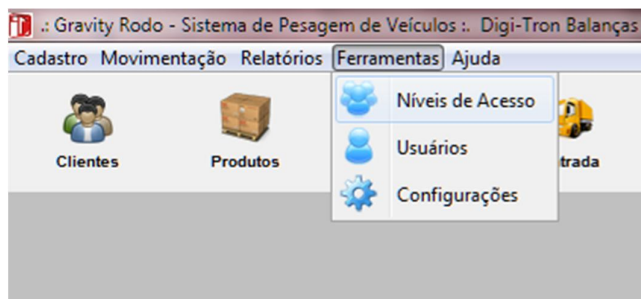 .: Gravity Rodo - Sistema de Pesagem de Veículos :. Digi-Tron Balanças
Cadastro Movimentação Relatórios Ferramentas Ajuda
Níveis de Acesso
Usuários
Configurações
Clientes Produtos trada